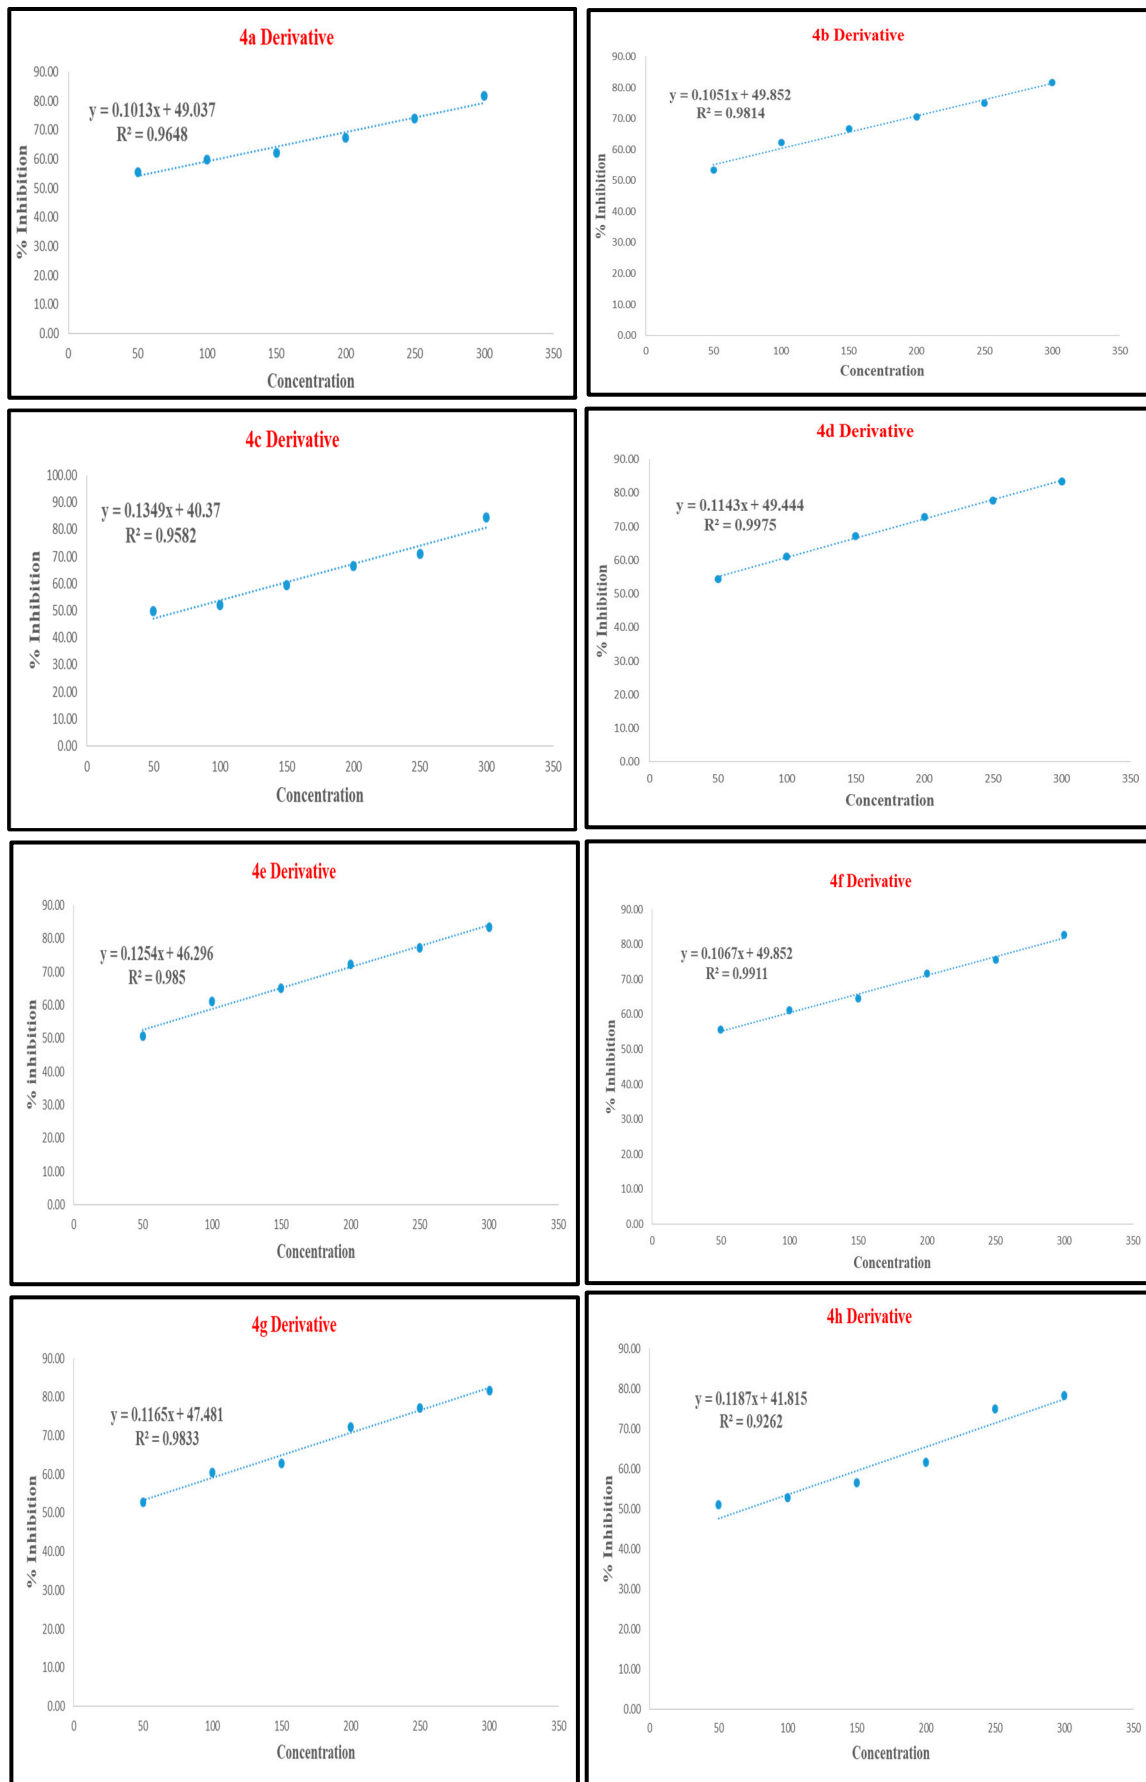 4a Derivative
90.00
80.00
70.00
60.00
50.00
40.00
30.00
20.00
10.00
0.00
y = 0.1013x + 49.037
R² = 0.9648
% Inhibition
0 50 100 150 200 250 300 350
Concentration
4b Derivative
90.00
80.00
70.00
60.00
50.00
40.00
30.00
20.00
10.00
0.00
y = 0.1051x + 49.852
R² = 0.9814
% Inhibition
0 50 100 150 200 250 300 350
Concentration
4c Derivative
100.00
90.00
80.00
70.00
60.00
50.00
40.00
30.00
20.00
10.00
0.00
y = 0.1349x + 40.37
R² = 0.9582
% Inhibition
0 50 100 150 200 250 300 350
Concentration
4d Derivative
90.00
80.00
70.00
60.00
50.00
40.00
30.00
20.00
10.00
0.00
y = 0.1143x + 49.444
R² = 0.9975
% Inhibition
0 50 100 150 200 250 300 350
Concentration
4e Derivative
90.00
80.00
70.00
60.00
50.00
40.00
30.00
20.00
10.00
0.00
y = 0.1254x + 46.296
R² = 0.985
% inhibition
0 50 100 150 200 250 300 350
Concentration
4f Derivative
90.00
80.00
70.00
60.00
50.00
40.00
30.00
20.00
10.00
0.00
y = 0.1067x + 49.852
R² = 0.9911
% Inhibition
0 50 100 150 200 250 300 350
Concentration
4g Derivative
90.00
80.00
70.00
60.00
50.00
40.00
30.00
20.00
10.00
0.00
y = 0.1165x + 47.481
R² = 0.9833
% Inhibition
0 50 100 150 200 250 300 350
Concentration
4h Derivative
90.00
80.00
70.00
60.00
50.00
40.00
30.00
20.00
10.00
0.00
y = 0.1187x + 41.815
R² = 0.9262
% Inhibition
0 50 100 150 200 250 300 350
Concentration